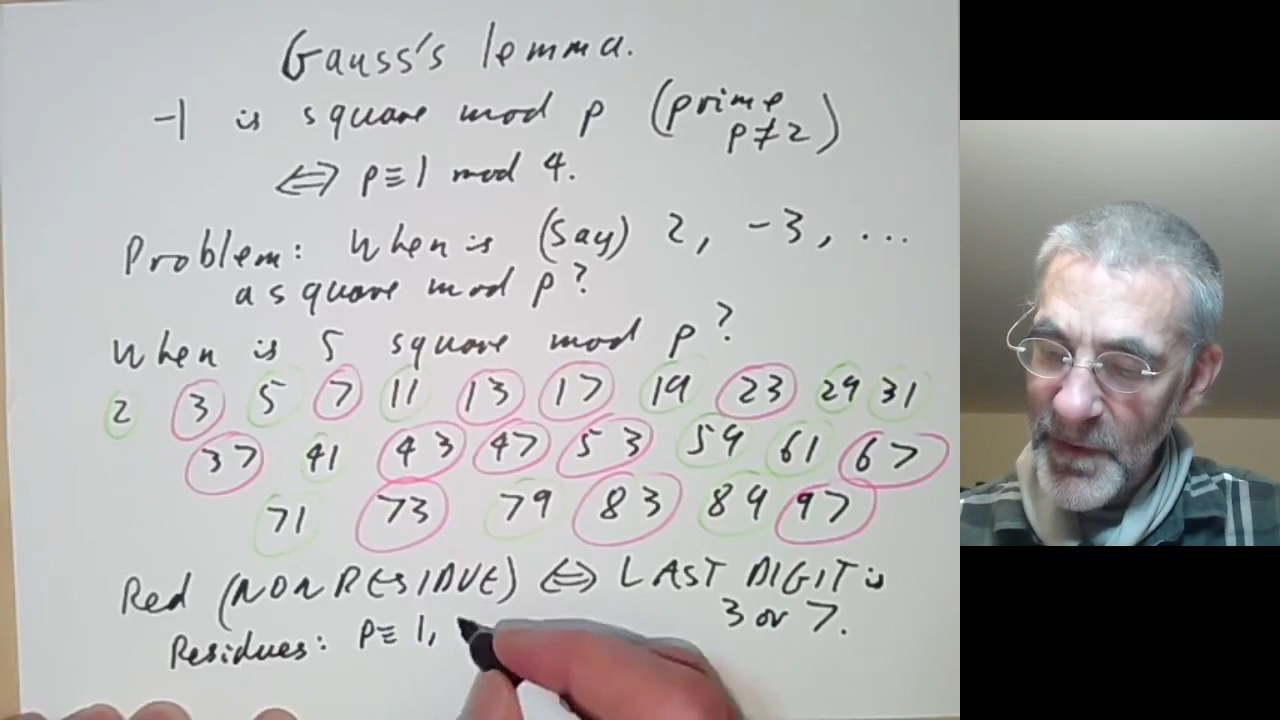 Gauss's lemma.
-1 is square mod p (prime
p≠2)
⇔ p≡1 mod 4.
Problem: When is (say) 2, -3, ...
a square mod p?
When is 5 square mod p?
2 3 5 7 11 13 17 19 23 29 31
37 41 43 47 53 59 61 67
71 73 79 83 89 97
Red (NONRESIDUE) ⇔ LAST DIGIT is
3 or 7.
Residues: p≡ 1,